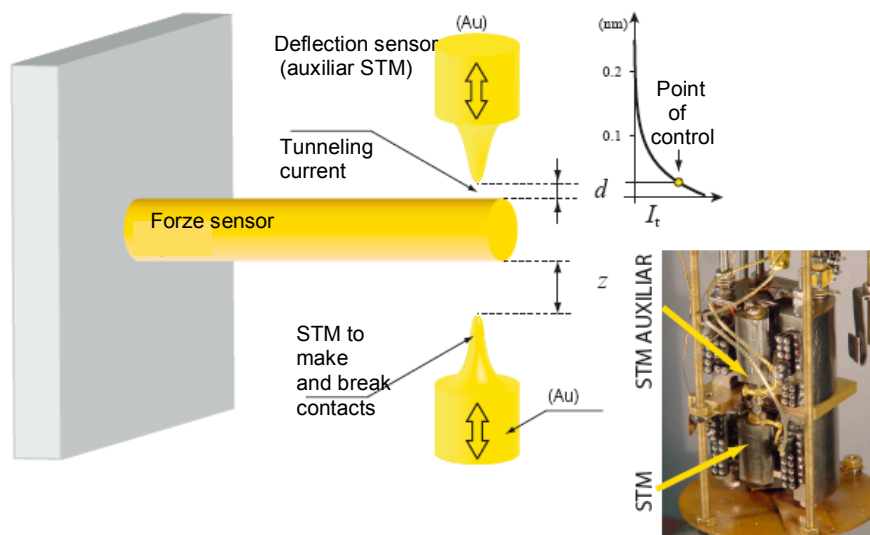 (Au)
Deflection sensor
(auxiliar STM)
Tunneling
current
Forze sensor
d
z
STM to
make
and break
contacts
(Au)
(nm)
0.2
0.1
Point
of
control
It
STM AUXILIAR
STM